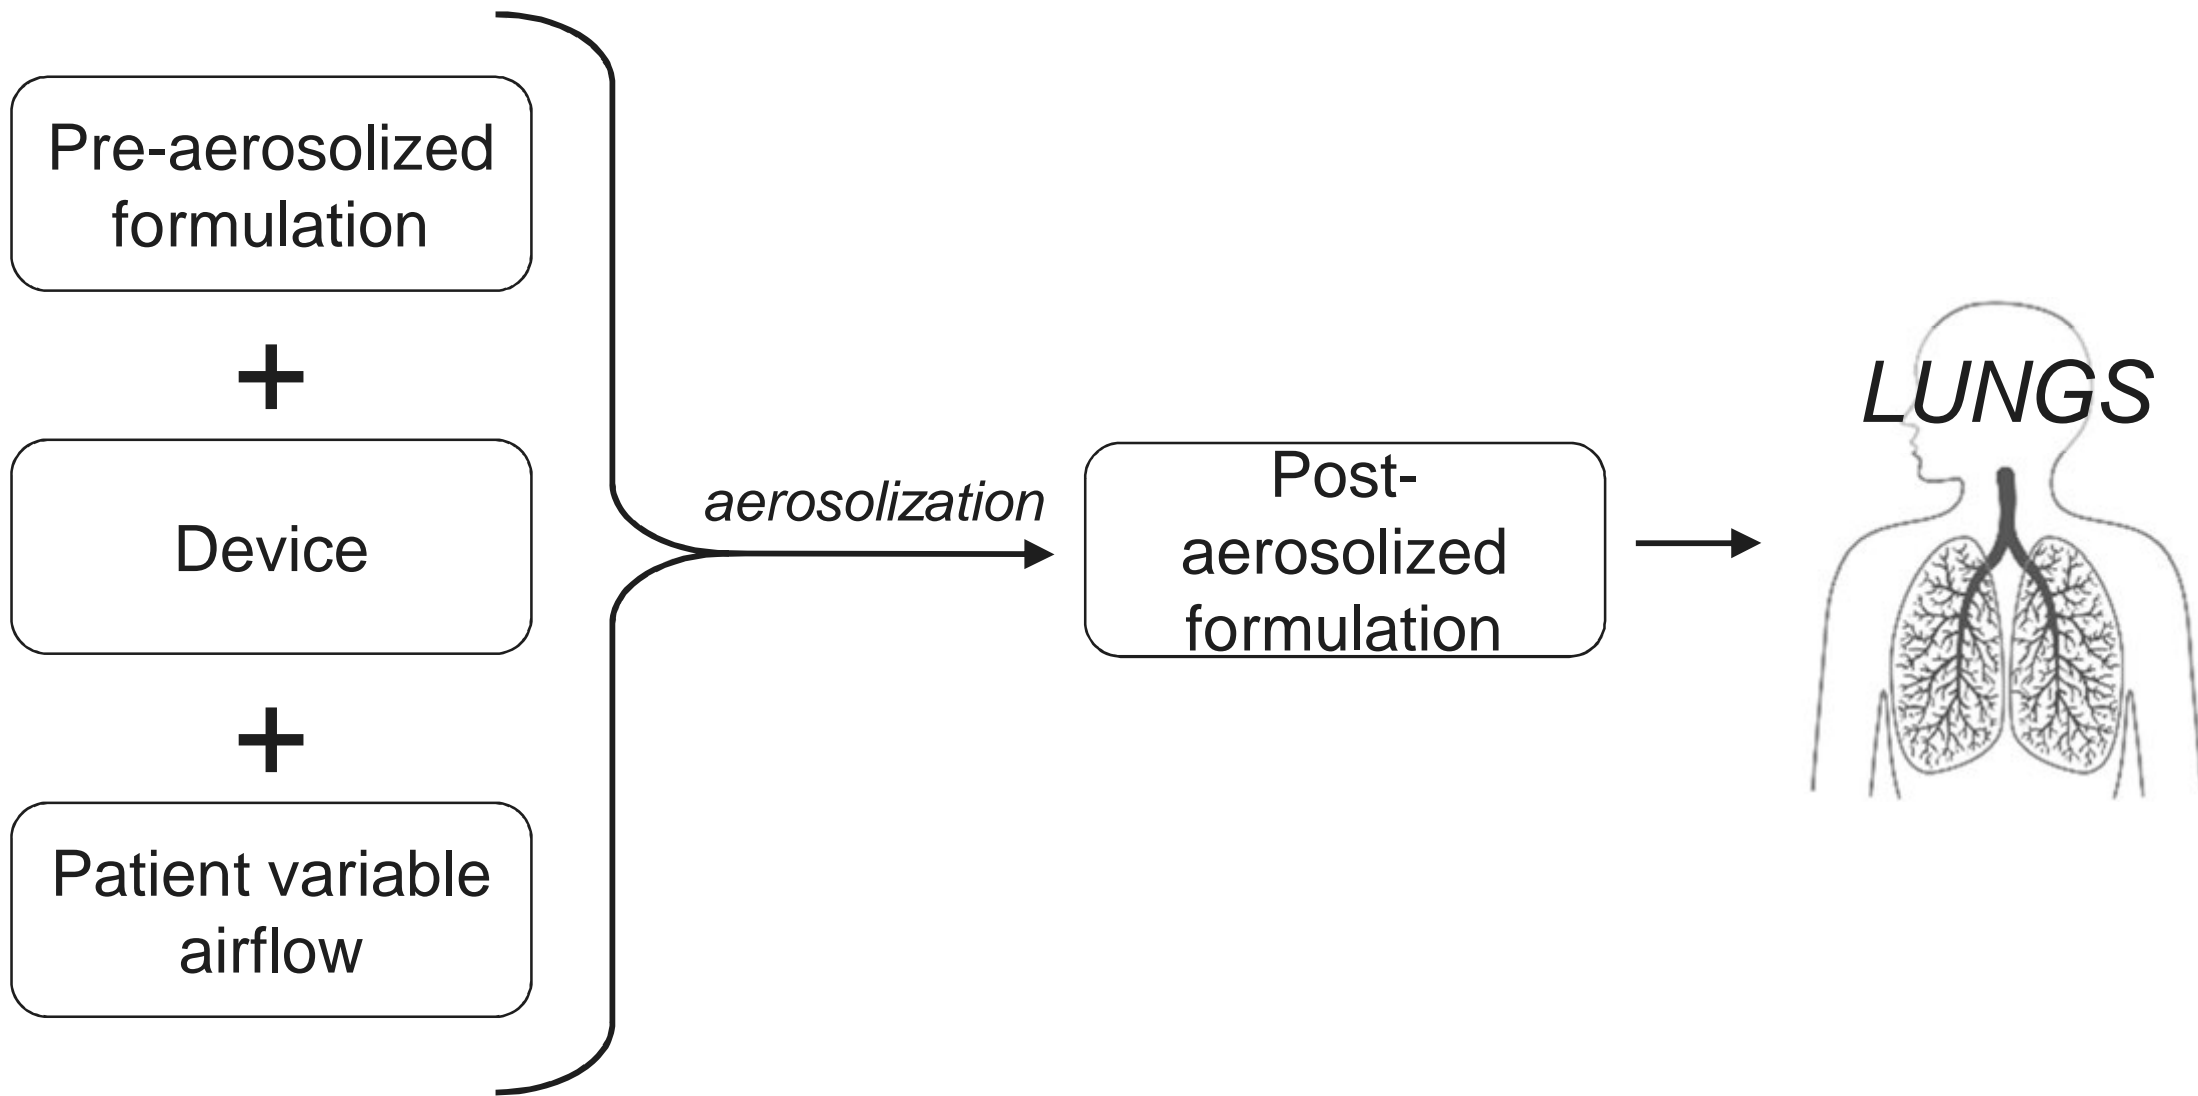 Pre-aerosolized
formulation
+
Device
+
Patient variable
airflow
aerosolization
Post-
aerosolized
formulation
LUNGS